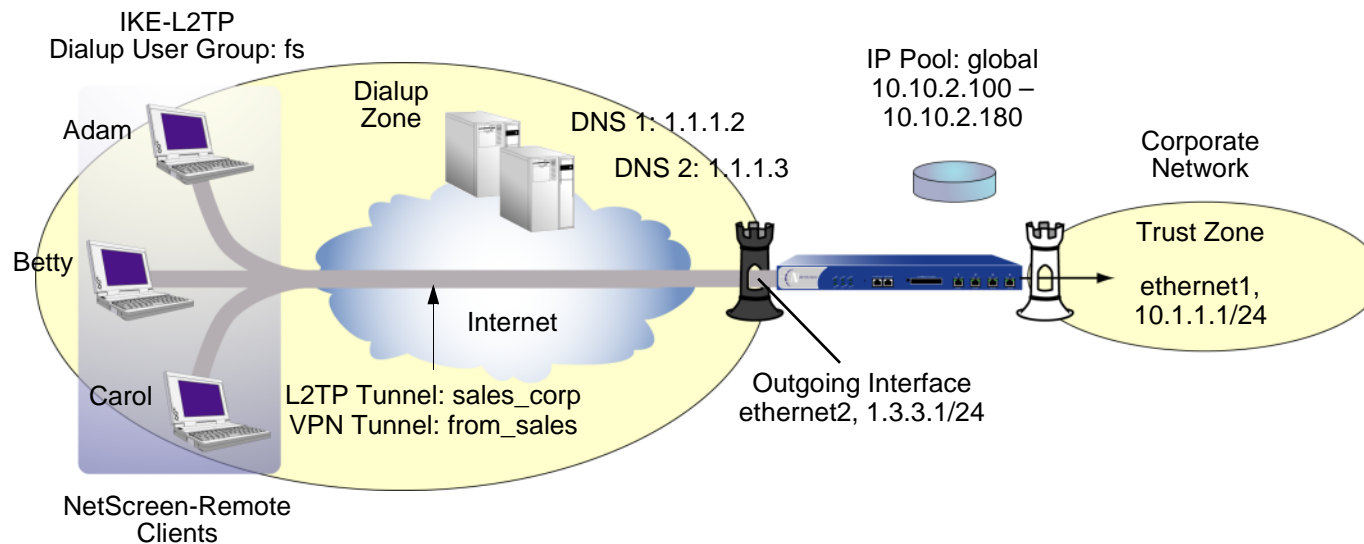 IKE-L2TP
Dialup User Group: fs
Adam
Betty
Carol
NetScreen-Remote
Clients
Dialup
Zone
DNS 1: 1.1.1.2
DNS 2: 1.1.1.3
Internet
L2TP Tunnel: sales_corp
VPN Tunnel: from_sales
IP Pool: global
10.10.2.100 –
10.10.2.180
Outgoing Interface
ethernet2, 1.3.3.1/24
Corporate
Network
Trust Zone
ethernet1,
10.1.1.1/24